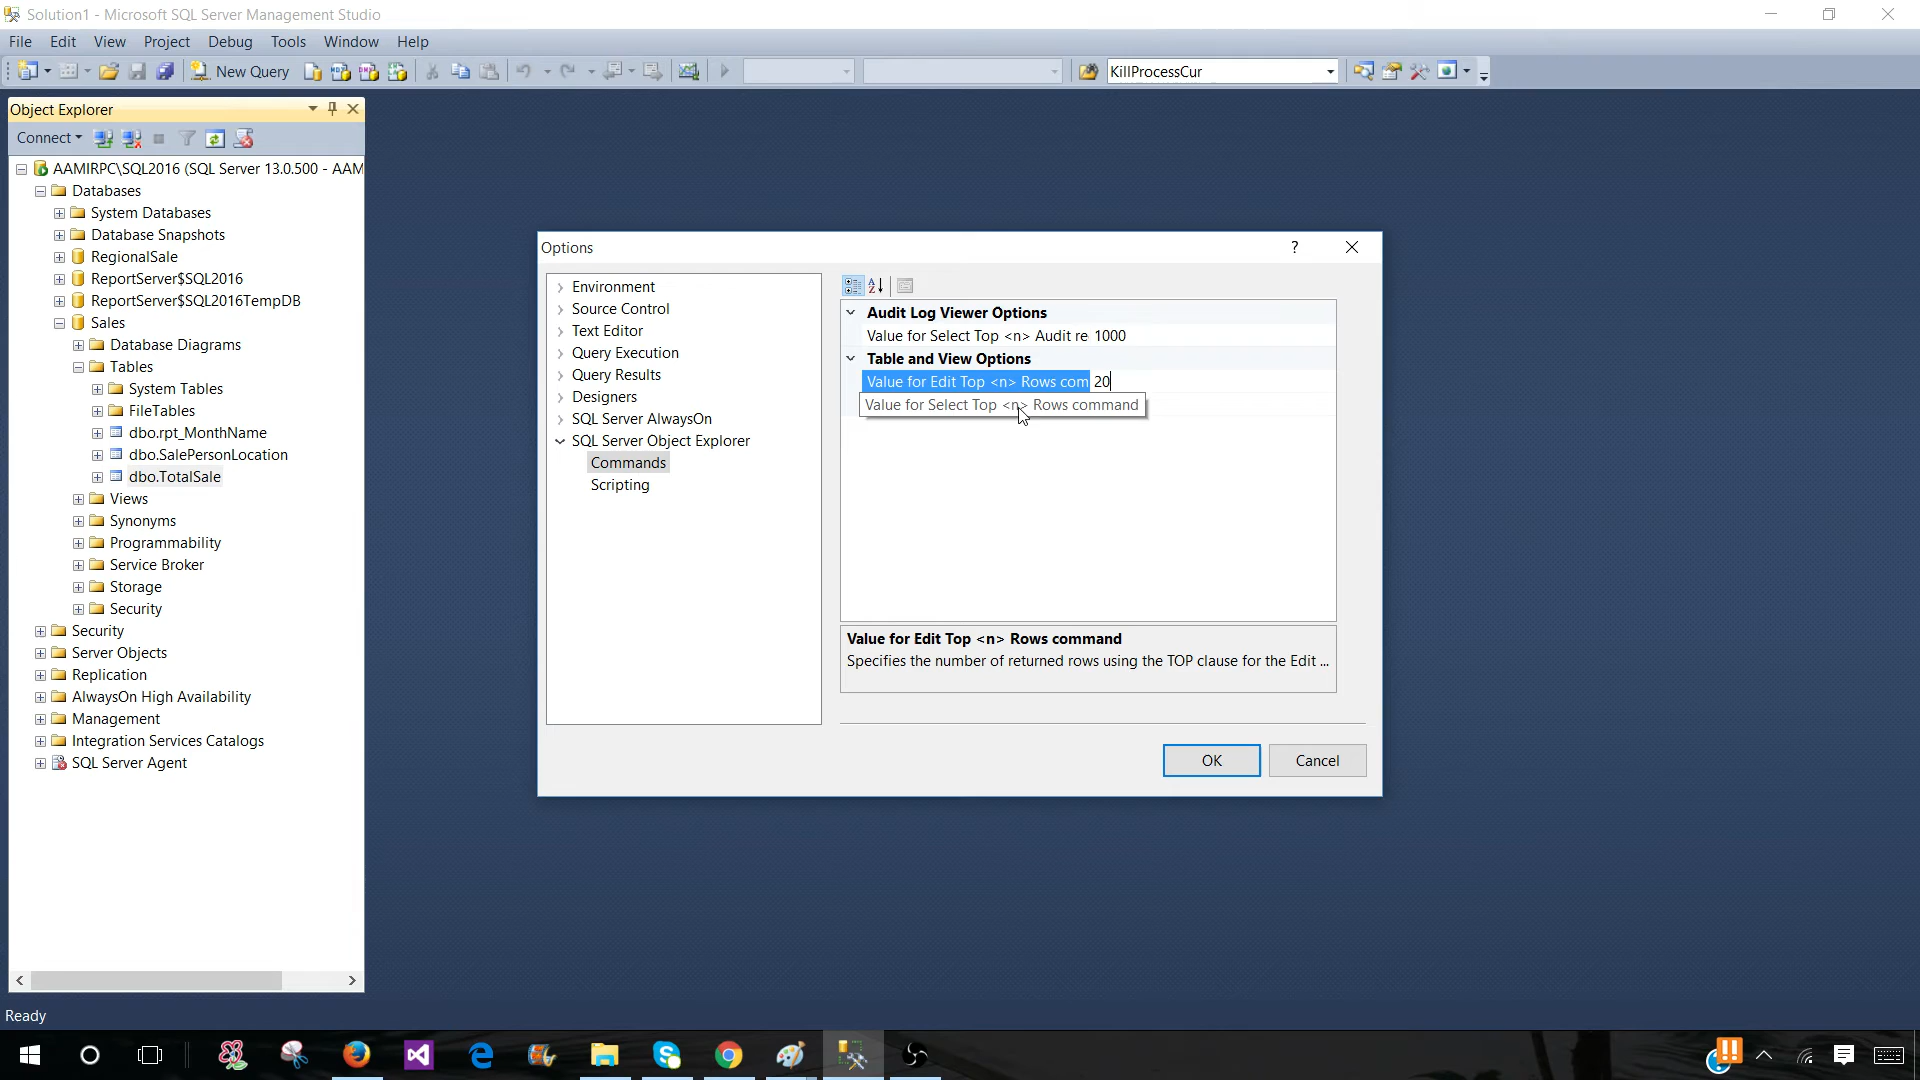 Solution1 - Microsoft SQL Server Management Studio
File Edit View Project Debug Tools Window Help
New Query KillProcessCur
Object Explorer
Connect
AAMIRPC\SQL2016 (SQL Server 13.0.500 - AAM
Databases
System Databases
Database Snapshots
RegionalSale
ReportServer$SQL2016
ReportServer$SQL2016TempDB
Sales
Database Diagrams
Tables
System Tables
FileTables
dbo.rpt_MonthName
dbo.SalePersonLocation
dbo.TotalSale
Views
Synonyms
Programmability
Service Broker
Storage
Security
Security
Server Objects
Replication
AlwaysOn High Availability
Management
Integration Services Catalogs
SQL Server Agent
Options
?
Environment
Source Control
Text Editor
Query Execution
Query Results
Designers
SQL Server AlwaysOn
SQL Server Object Explorer
Commands
Scripting
Audit Log Viewer Options
Value for Select Top <n> Audit re 1000
Table and View Options
Value for Edit Top <n> Rows com 20
Value for Select Top <n> Rows command
Value for Edit Top <n> Rows command
Specifies the number of returned rows using the TOP clause for the Edit ...
OK Cancel
Ready